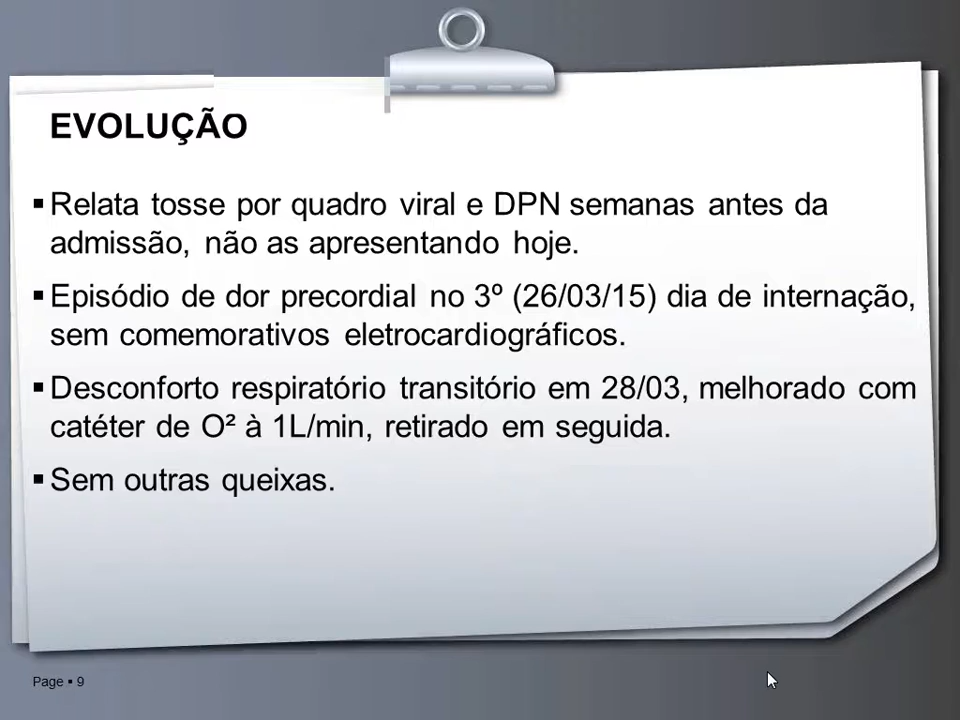 EVOLUÇÃO
▪ Relata tosse por quadro viral e DPN semanas antes da
admissão, não as apresentando hoje.
▪ Episódio de dor precordial no 3º (26/03/15) dia de internação,
sem comemorativos eletrocardiográficos.
▪ Desconforto respiratório transitório em 28/03, melhorado com
catéter de O² à 1L/min, retirado em seguida.
▪ Sem outras queixas.
Page ▪ 9